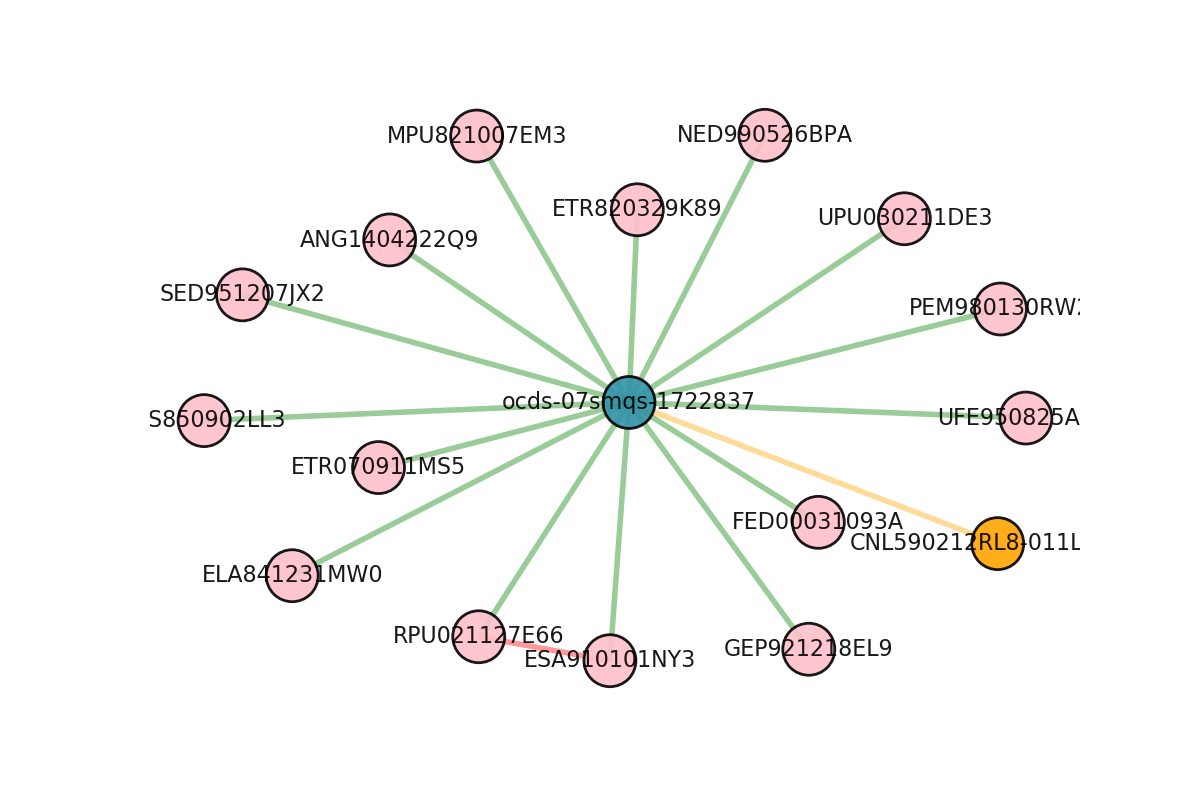 MPU821007EM3
NED990526BPA
ETR820329K89
UPU030211DE3
ANG1404222Q9
SED951207JX2
PEM980130RW2
ocds-07smqs-1722837
S850902LL3
UFE950825A
ETR070911MS5
FED00031093A
CNL590212RL8-011L
ELA841231MW0
RPU021127E66
ESA910101NY3
GEP921218EL9